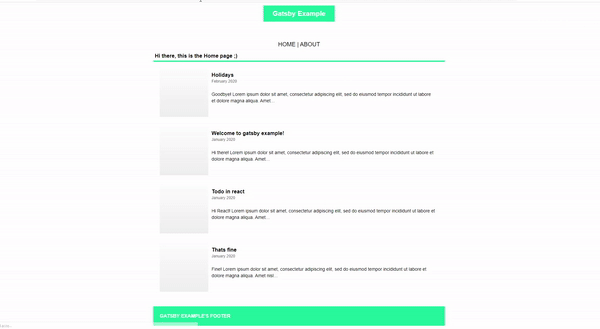 Gatsby Example
HOME | ABOUT
Hi there, this is the Home page ;)
Holidays
February 2020
Goodbye! Lorem ipsum dolor sit amet, consectetur adipiscing elit, sed do eiusmod tempor incididunt ut labore
et dolore magna aliqua. Amet…
Welcome to gatsby example!
January 2020
Hi there! Lorem ipsum dolor sit amet, consectetur adipiscing elit, sed do eiusmod tempor incididunt ut labore et
dolore magna aliqua. Amet…
Todo in react
January 2020
Hi React! Lorem ipsum dolor sit amet, consectetur adipiscing elit, sed do eiusmod tempor incididunt ut labore et
dolore magna aliqua. Amet…
Thats fine
January 2020
Fine! Lorem ipsum dolor sit amet, consectetur adipiscing elit, sed do eiusmod tempor incididunt ut labore et
dolore magna aliqua. Amet nisl…
GATSBY EXAMPLE'S FOOTER